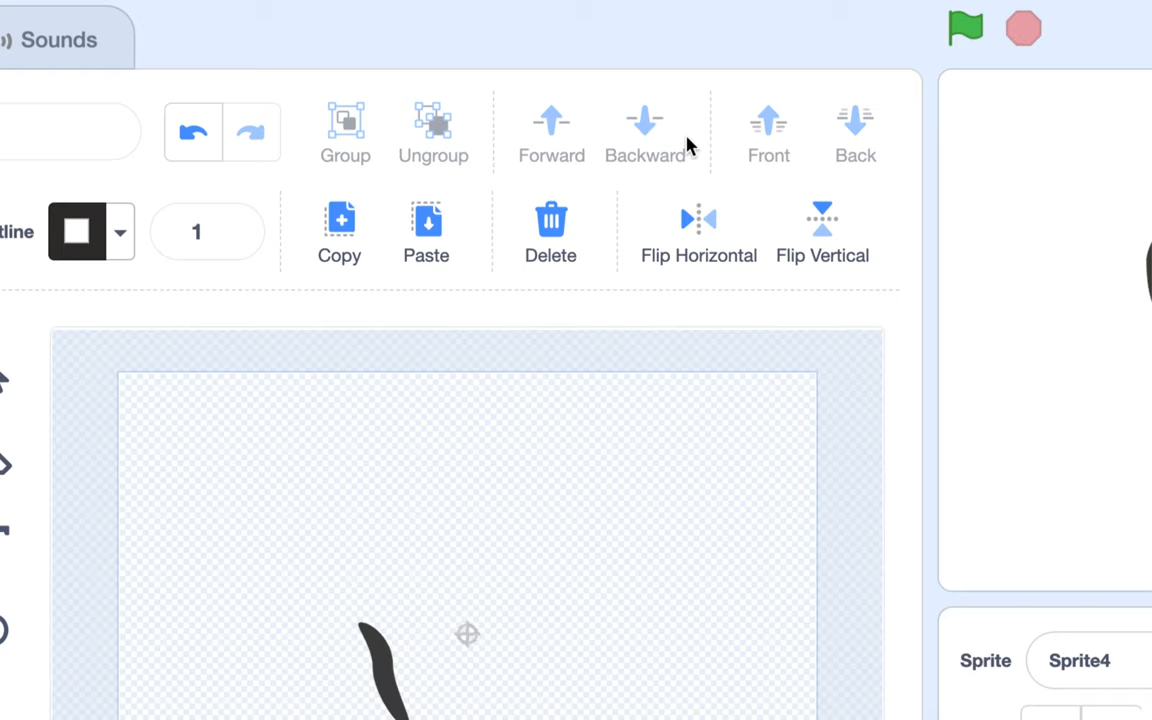 Sounds
Group Ungroup Forward Backward Front Back
tline 1 Copy Paste Delete Flip Horizontal Flip Vertical
Sprite Sprite4